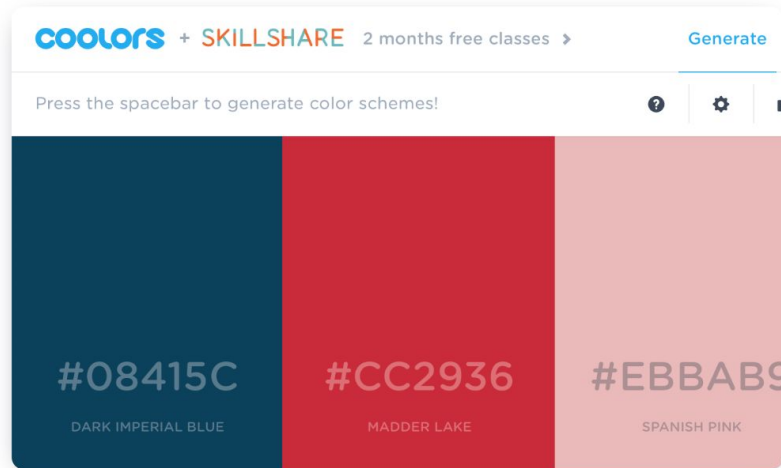 coolors + SKILLSHARE 2 months free classes > Generate
Press the spacebar to generate color schemes!
#08415C #CC2936 #EBBAB9
DARK IMPERIAL BLUE MADDER LAKE SPANISH PINK